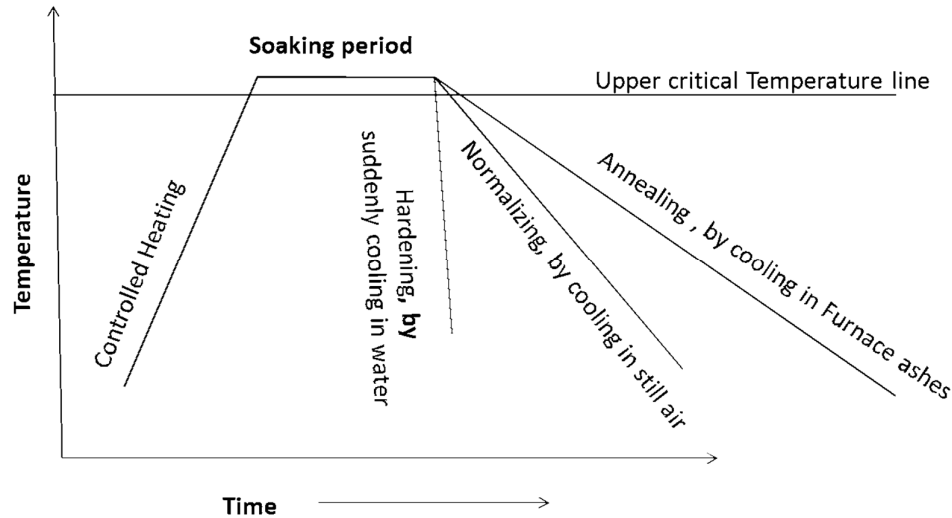 Soaking period
Upper critical Temperature line
Temperature
Controlled Heating
Hardening, by
suddenly cooling in water
Normalizing, by cooling in still air
Annealing , by cooling in Furnace ashes
Time